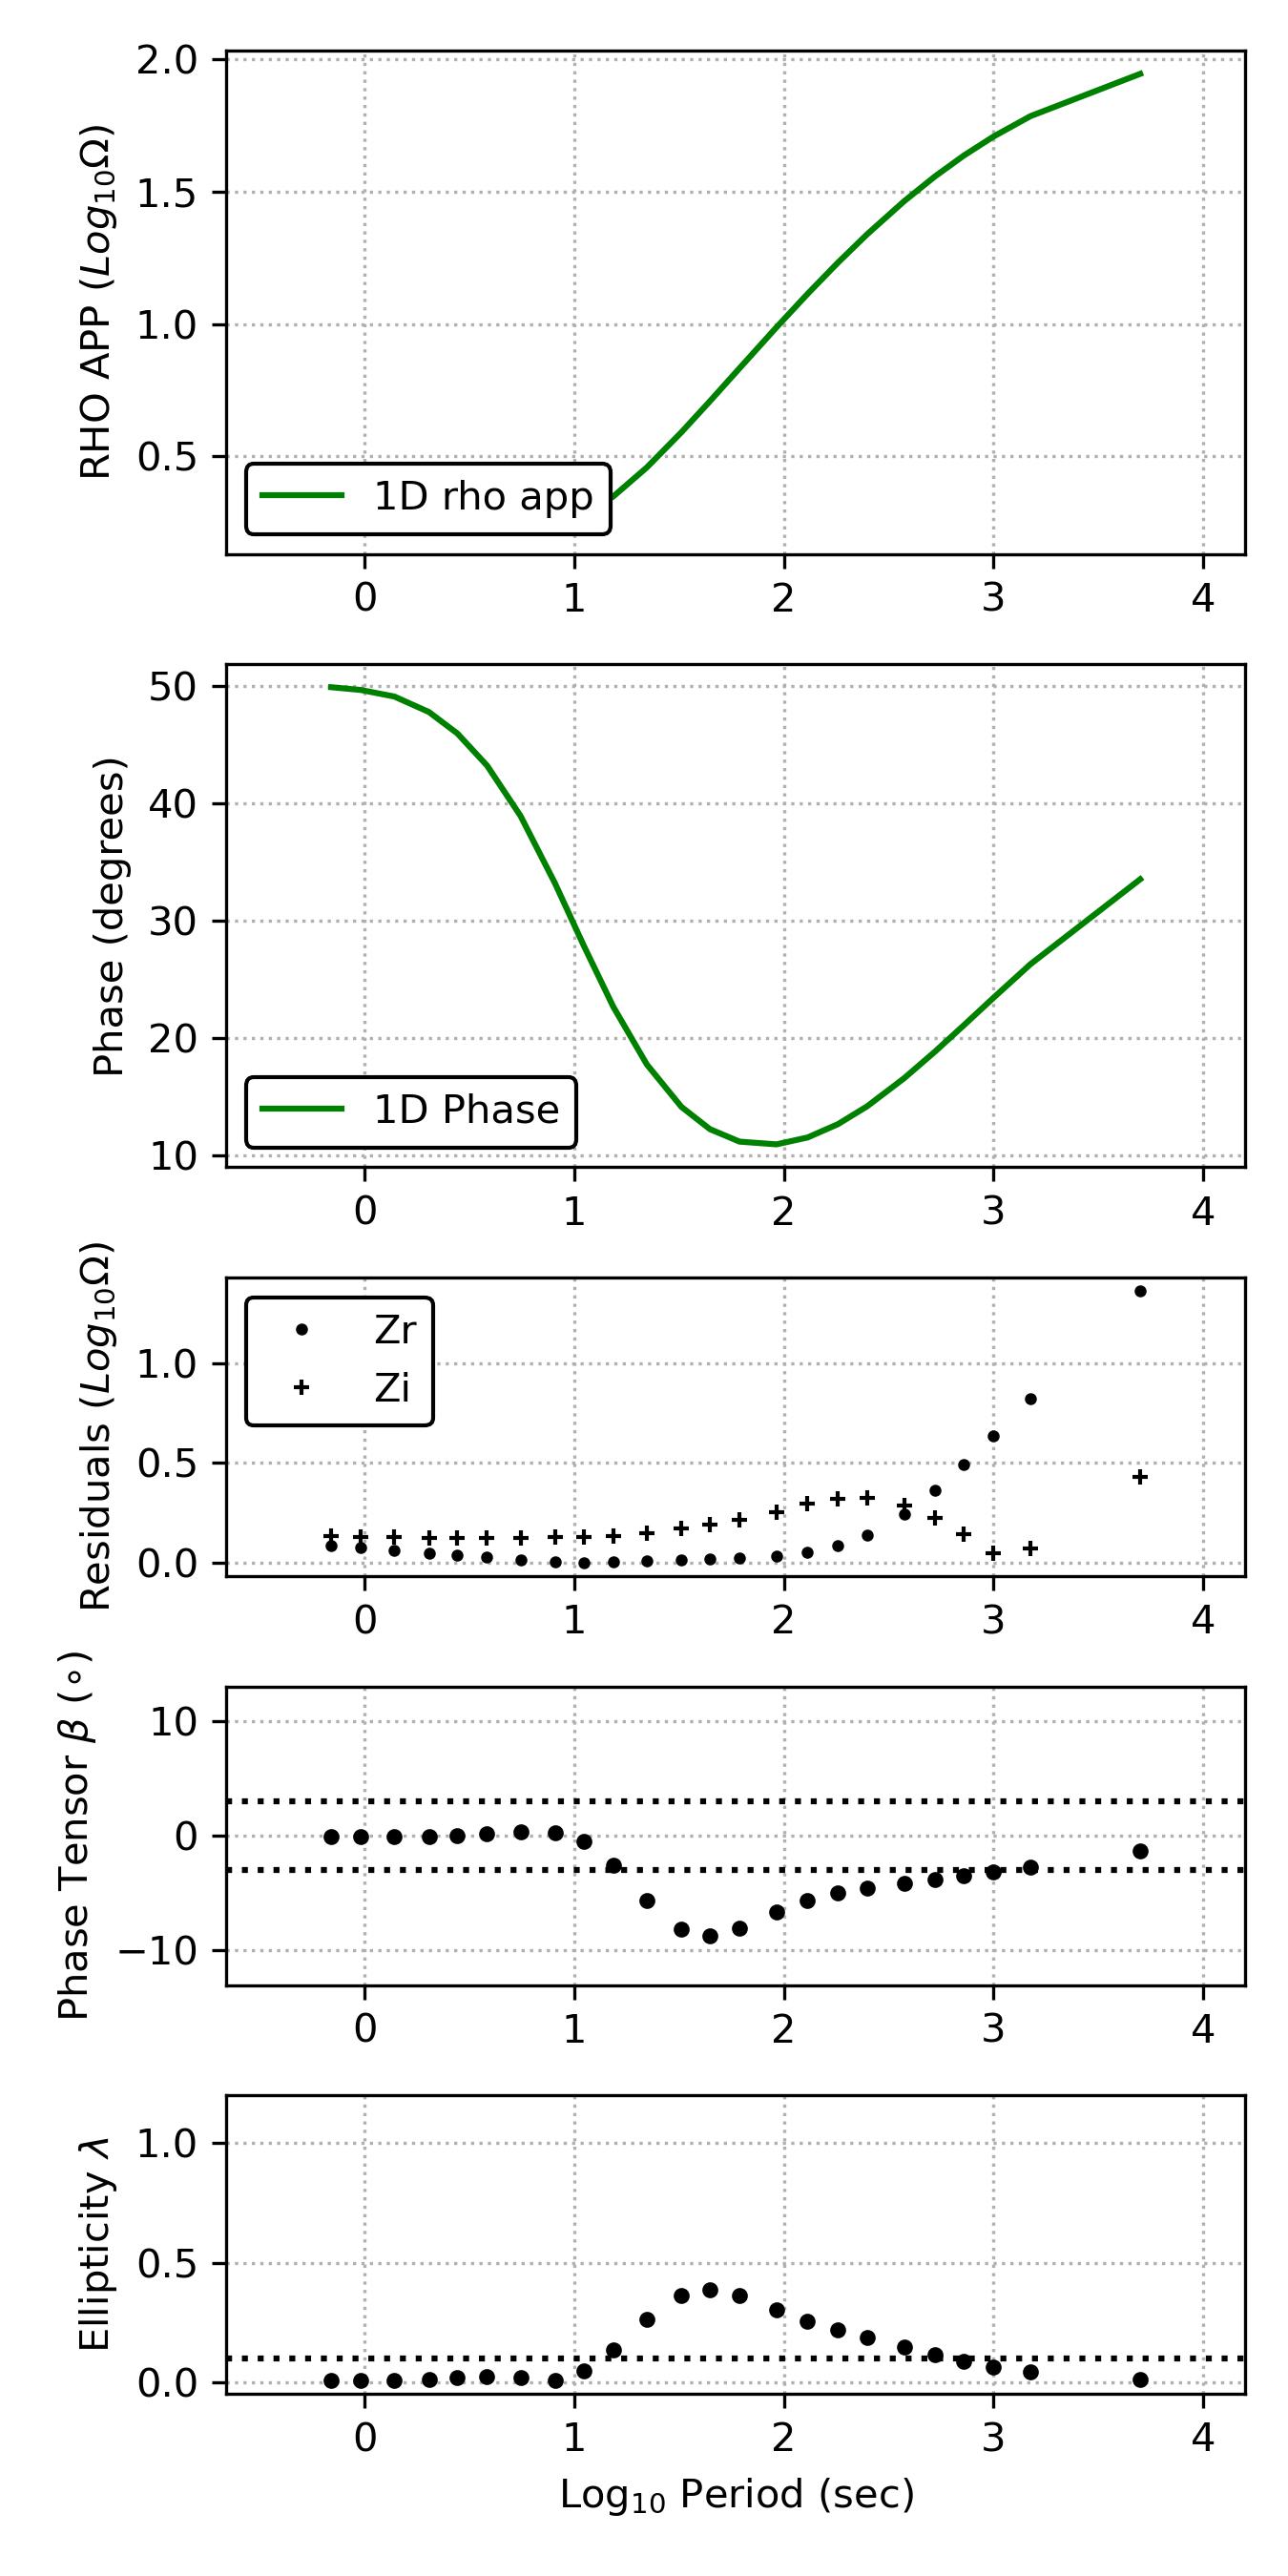 RHO APP (Log₁₀Ω)
2.0
1.5
1.0
0.5
1D rho app
0 1 2 3 4
Phase (degrees)
50
40
30
20
10
1D Phase
0 1 2 3 4
Residuals (Log₁₀Ω)
1.0
0.5
0.0
Zr
Zi
0 1 2 3 4
Phase Tensor β (∘)
10
0
−10
0 1 2 3 4
Ellipticity λ
1.0
0.5
0.0
0 1 2 3 4
Log₁₀ Period (sec)